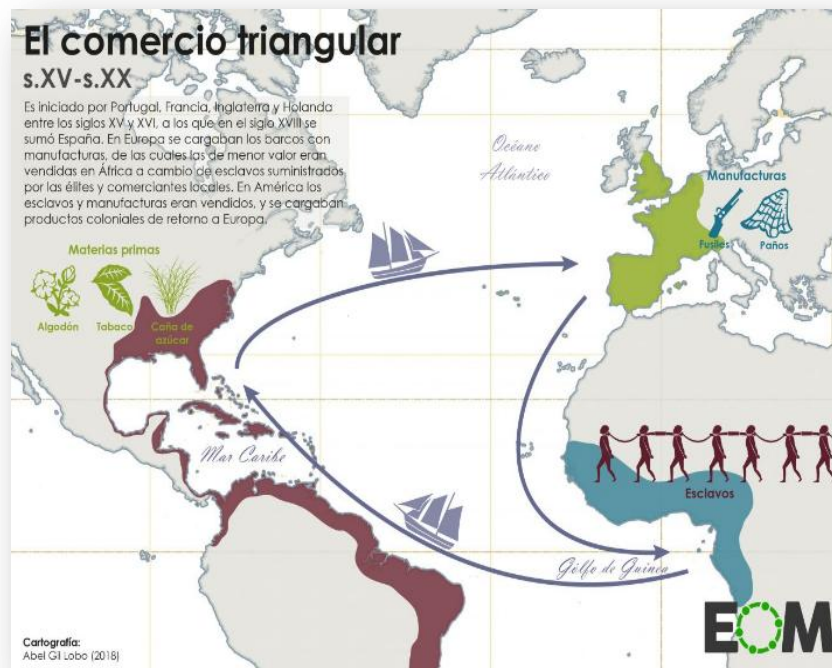 El comercio triangular
s.XV-s.XX
Es iniciado por Portugal, Francia, Inglaterra y Holanda
entre los siglos XV y XVI, a los que en el siglo XVIII se
sumó España. En Europa se cargaban los barcos con
manufacturas, de las cuales las de menor valor eran
vendidas en África a cambio de esclavos suministrados
por las élites y comerciantes locales. En América los
esclavos y manufacturas eran vendidos, y se cargaban
productos coloniales de retorno a Europa.
Océano
Atlántico
Manufacturas
Fusiles
Paños
Materias primas
Algodón
Tabaco
Caña de
azúcar
Mar Caribe
Esclavos
Golfo de Guinea
Cartografía:
Abel Gil Lobo (2018)
EOM